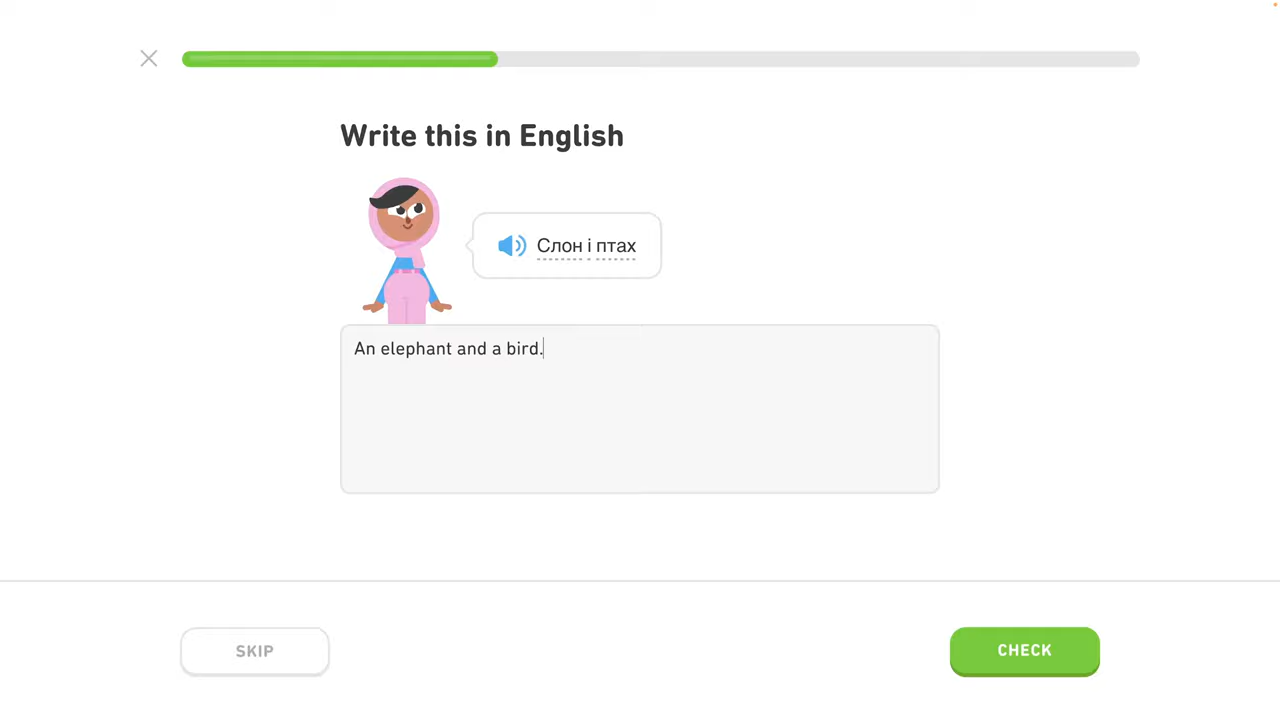 Write this in English
Слон і птах
An elephant and a bird.
SKIP
CHECK